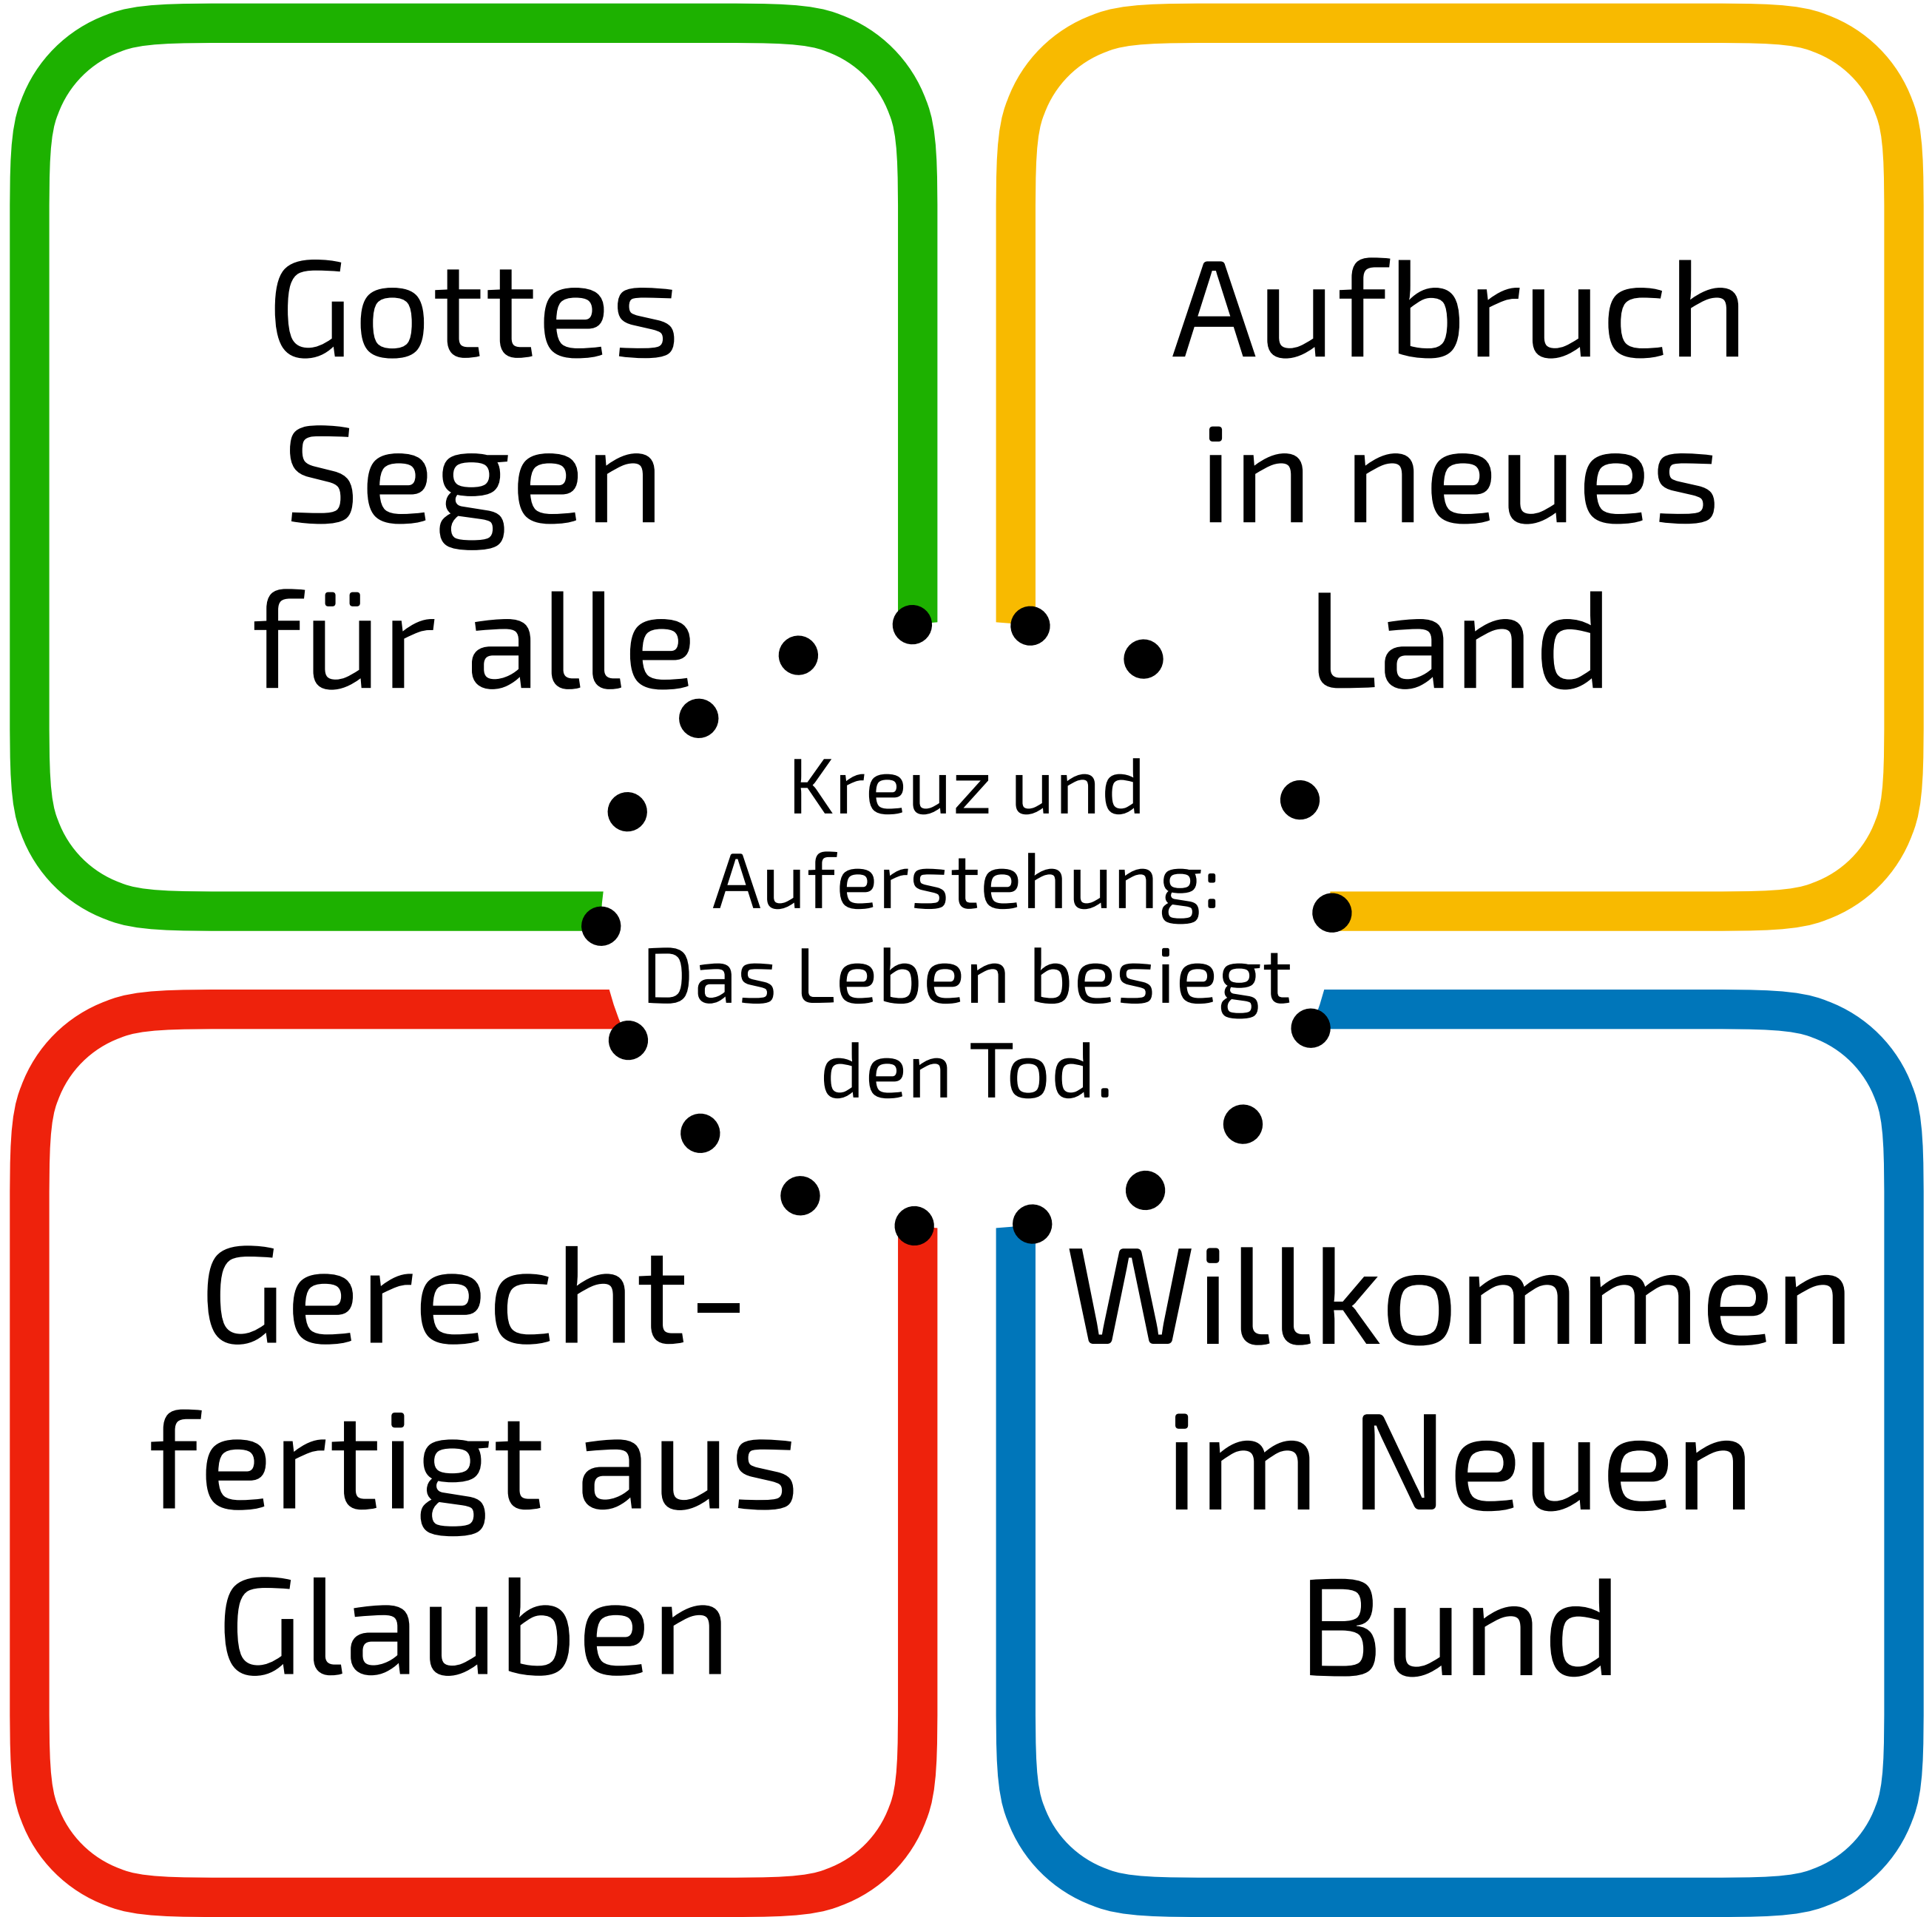 Gottes
Segen
für alle
Aufbruch
in neues
Land
Kreuz und
Auferstehung:
Das Leben besiegt
den Tod.
Gerecht-
fertigt aus
Glauben
Willkommen
im Neuen
Bund